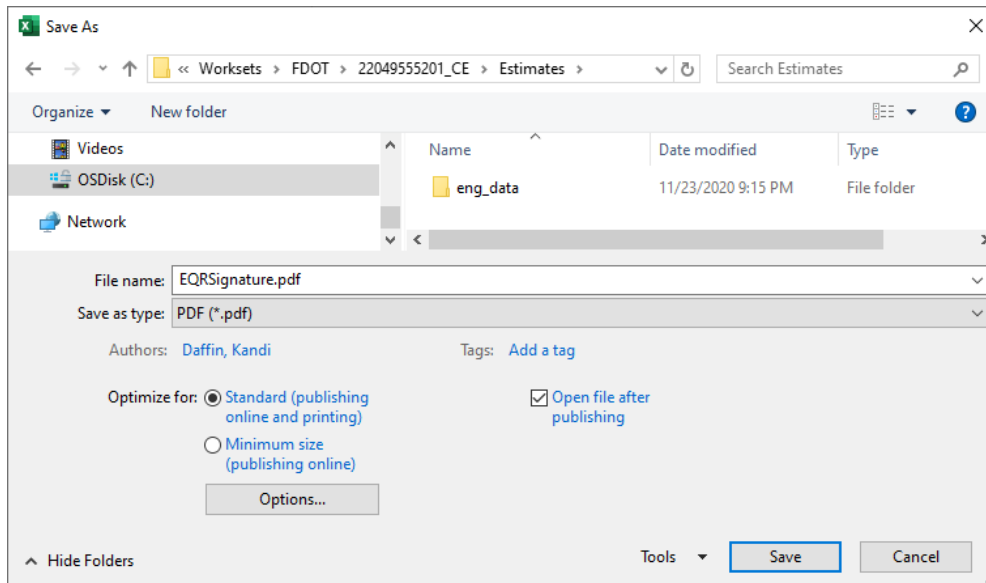 Save As
« Worksets > FDOT > 22049555201_CE > Estimates >
Search Estimates
Organize
New folder
Videos
OSDisk (C:)
Network
Name
Date modified
Type
eng_data
11/23/2020 9:15 PM
File folder
File name:
EQRSignature.pdf
Save as type:
PDF (*.pdf)
Authors:
Daffin, Kandi
Tags:
Add a tag
Optimize for:
Standard (publishing
online and printing)
Minimum size
(publishing online)
Open file after
publishing
Options...
Hide Folders
Tools
Save
Cancel